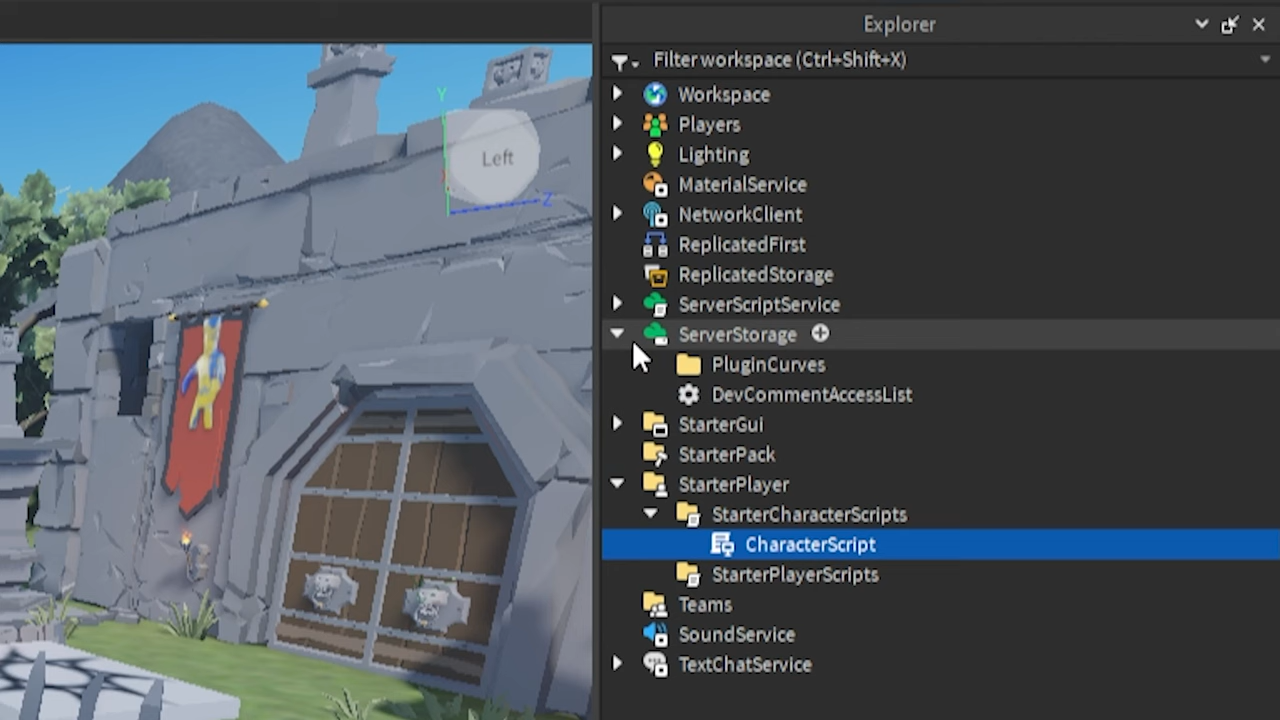 Explorer
Filter workspace (Ctrl+Shift+X)
Workspace
Players
Lighting
MaterialService
NetworkClient
ReplicatedFirst
ReplicatedStorage
ServerScriptService
ServerStorage
PluginCurves
DevCommentAccessList
StarterGui
StarterPack
StarterPlayer
StarterCharacterScripts
CharacterScript
StarterPlayerScripts
Teams
SoundService
TextChatService
Y
Left
Z